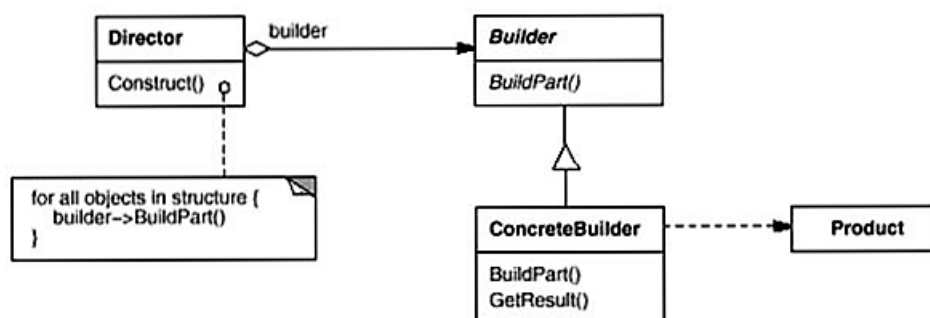 Director
builder
Builder
Construct()
BuildPart()
for all objects in structure {
builder->BuildPart()
}
ConcreteBuilder
Product
BuildPart()
GetResult()